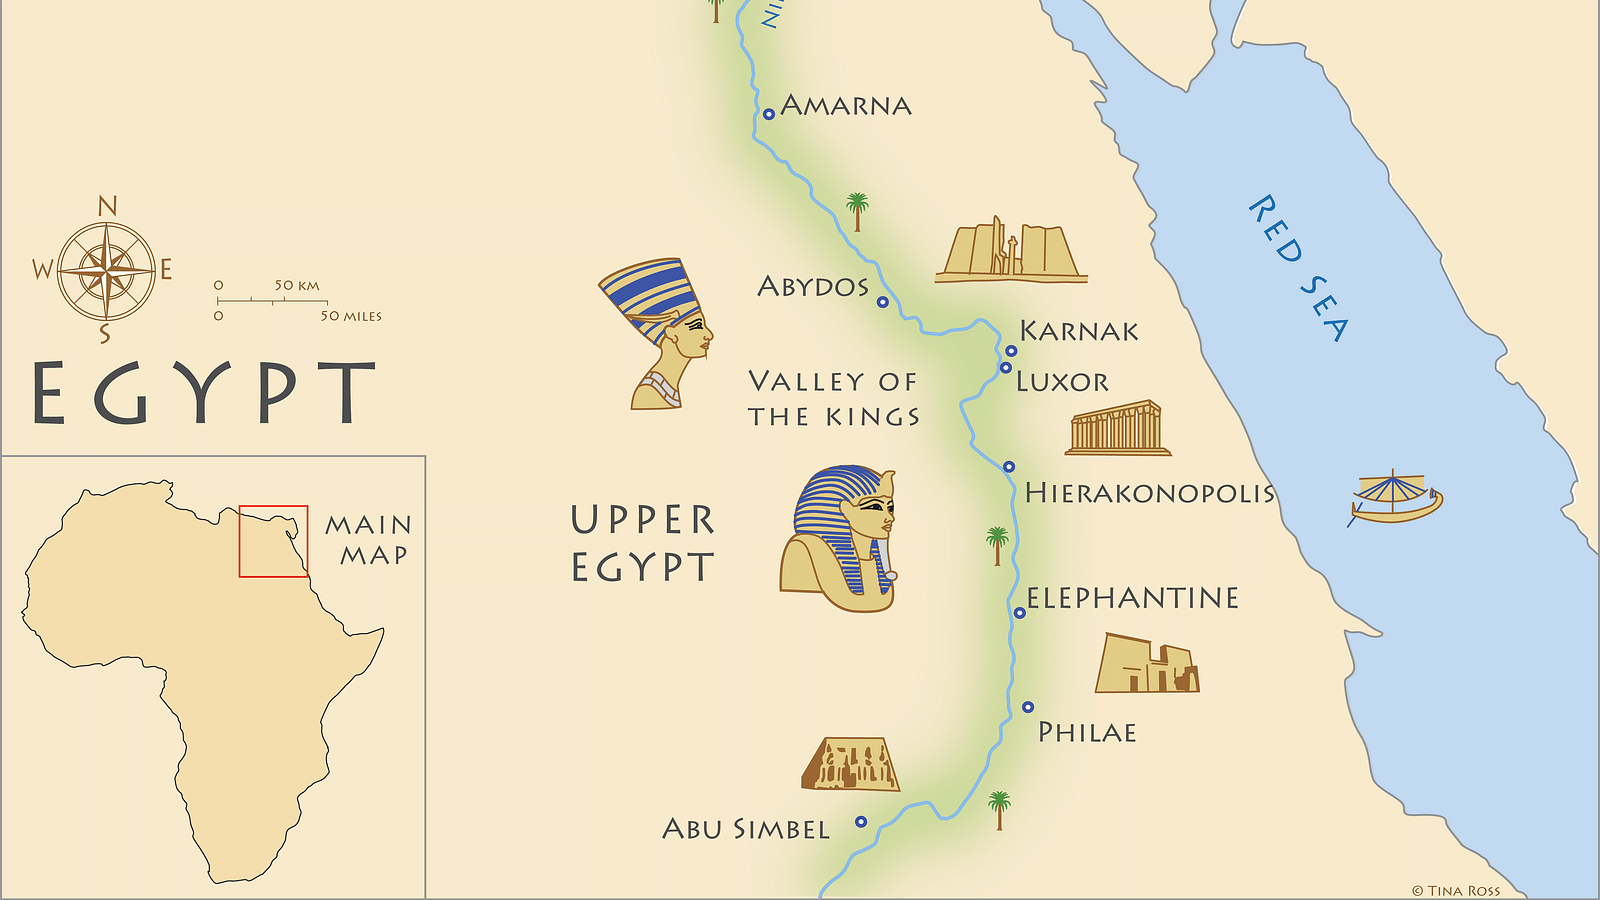 NI
AMARNA
N
W E
S
0 50 KM
0 50 MILES
EGYPT
RED SEA
ABYDOS
KARNAK
LUXOR
VALLEY OF
THE KINGS
HIERAKONOPOLIS
UPPER
EGYPT
MAIN
MAP
ELEPHANTINE
PHILAE
ABU SIMBEL
© TINA ROSS